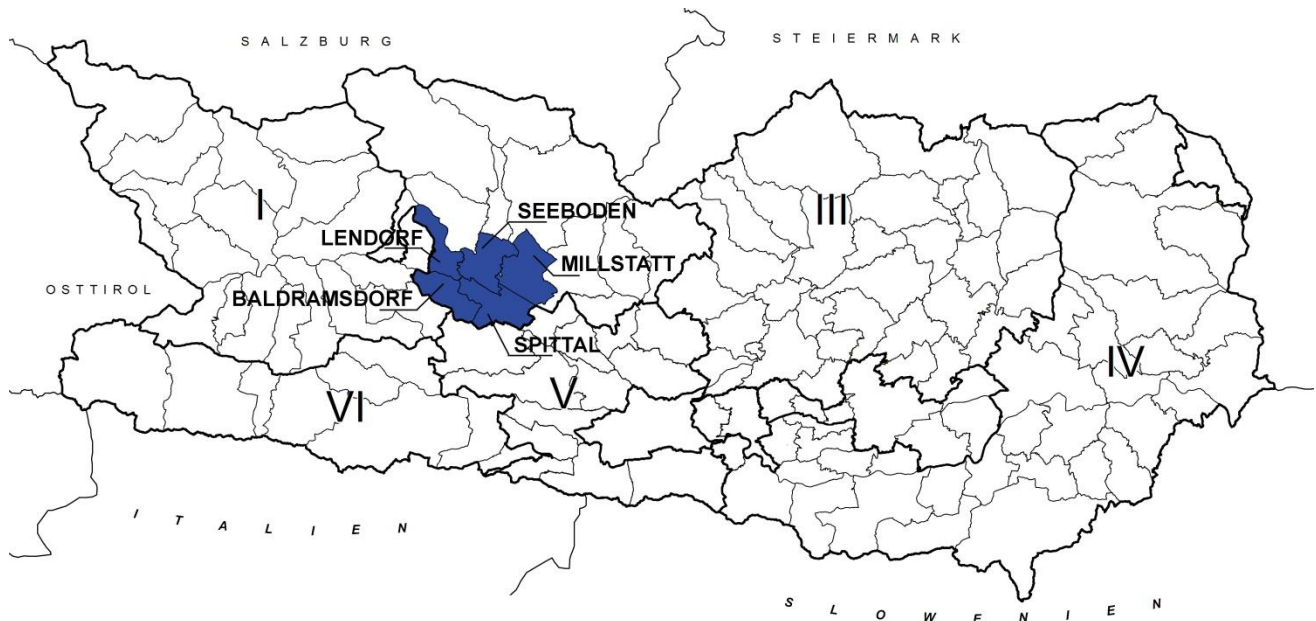 SALZBURG
STEIERMARK
I
III
SEEBODEN
LENDORF
MILLSTATT
OSTTIROL
BALDRAMSDORF
SPITTAL
IV
VI
V
ITALIEN
SLOWENIEN